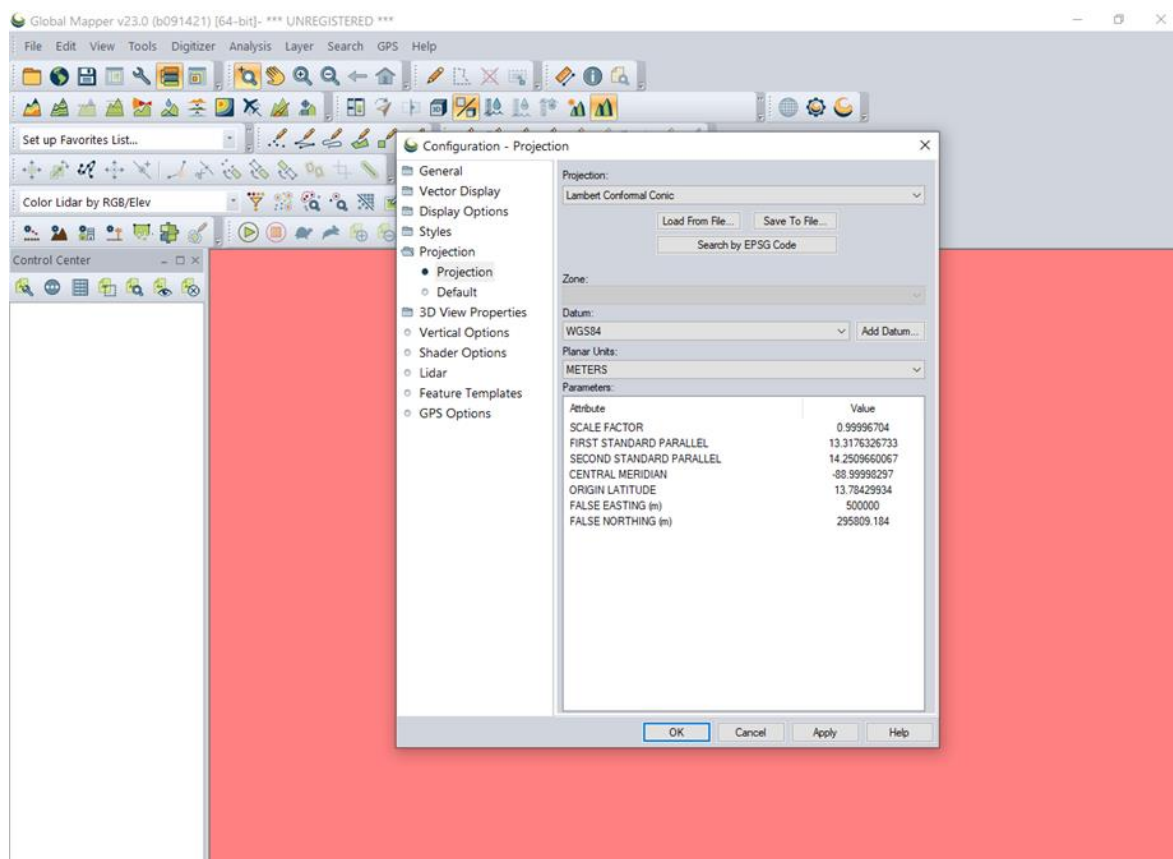 Global Mapper v23.0 (b091421) [64-bit]- *** UNREGISTERED ***
File Edit View Tools Digitizer Analysis Layer Search GPS Help
Set up Favorites List...
Color Lidar by RGB/Elev
Control Center
Configuration - Projection
General
Vector Display
Display Options
Styles
Projection
Projection
Default
3D View Properties
Vertical Options
Shader Options
Lidar
Feature Templates
GPS Options
Projection:
Lambert Conformal Conic
Load From File... Save To File...
Search by EPSG Code
Zone:
Datum:
WGS84 Add Datum...
Planar Units:
METERS
Parameters:
Attribute Value
SCALE FACTOR 0.99996704
FIRST STANDARD PARALLEL 13.3176326733
SECOND STANDARD PARALLEL 14.2509660067
CENTRAL MERIDIAN -88.99998297
ORIGIN LATITUDE 13.78429934
FALSE EASTING (m) 500000
FALSE NORTHING (m) 295809.184
OK Cancel Apply Help